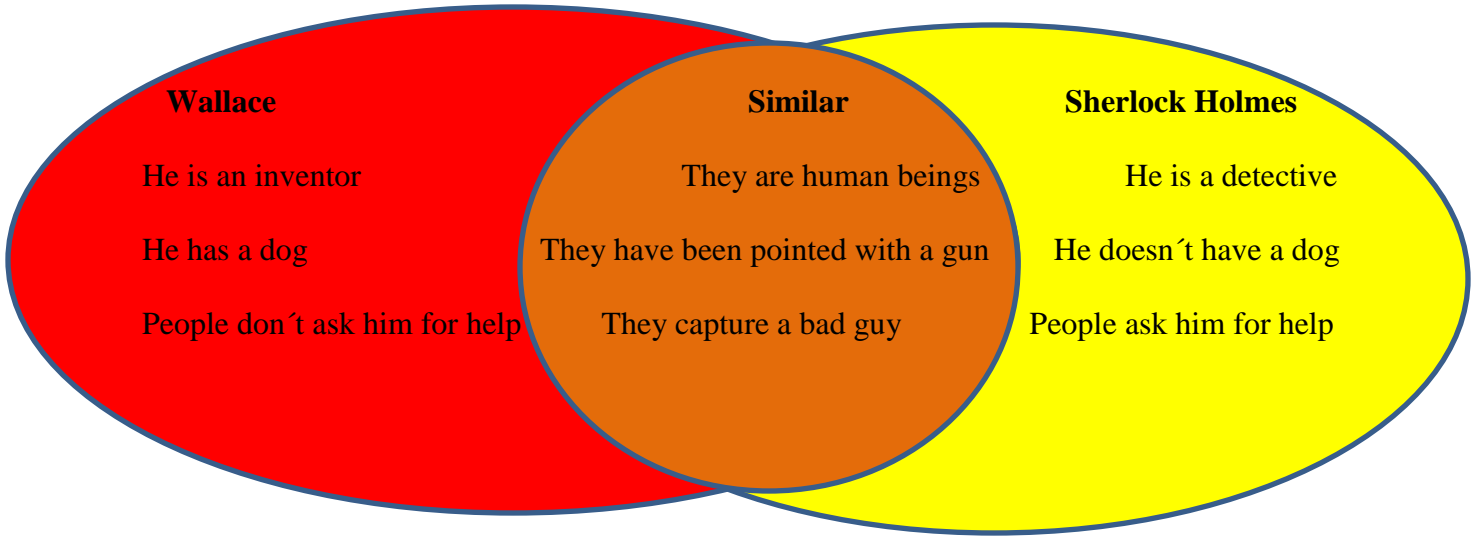 Wallace
He is an inventor
He has a dog
People don´t ask him for help
Similar
They are human beings
They have been pointed with a gun
They capture a bad guy
Sherlock Holmes
He is a detective
He doesn´t have a dog
People ask him for help